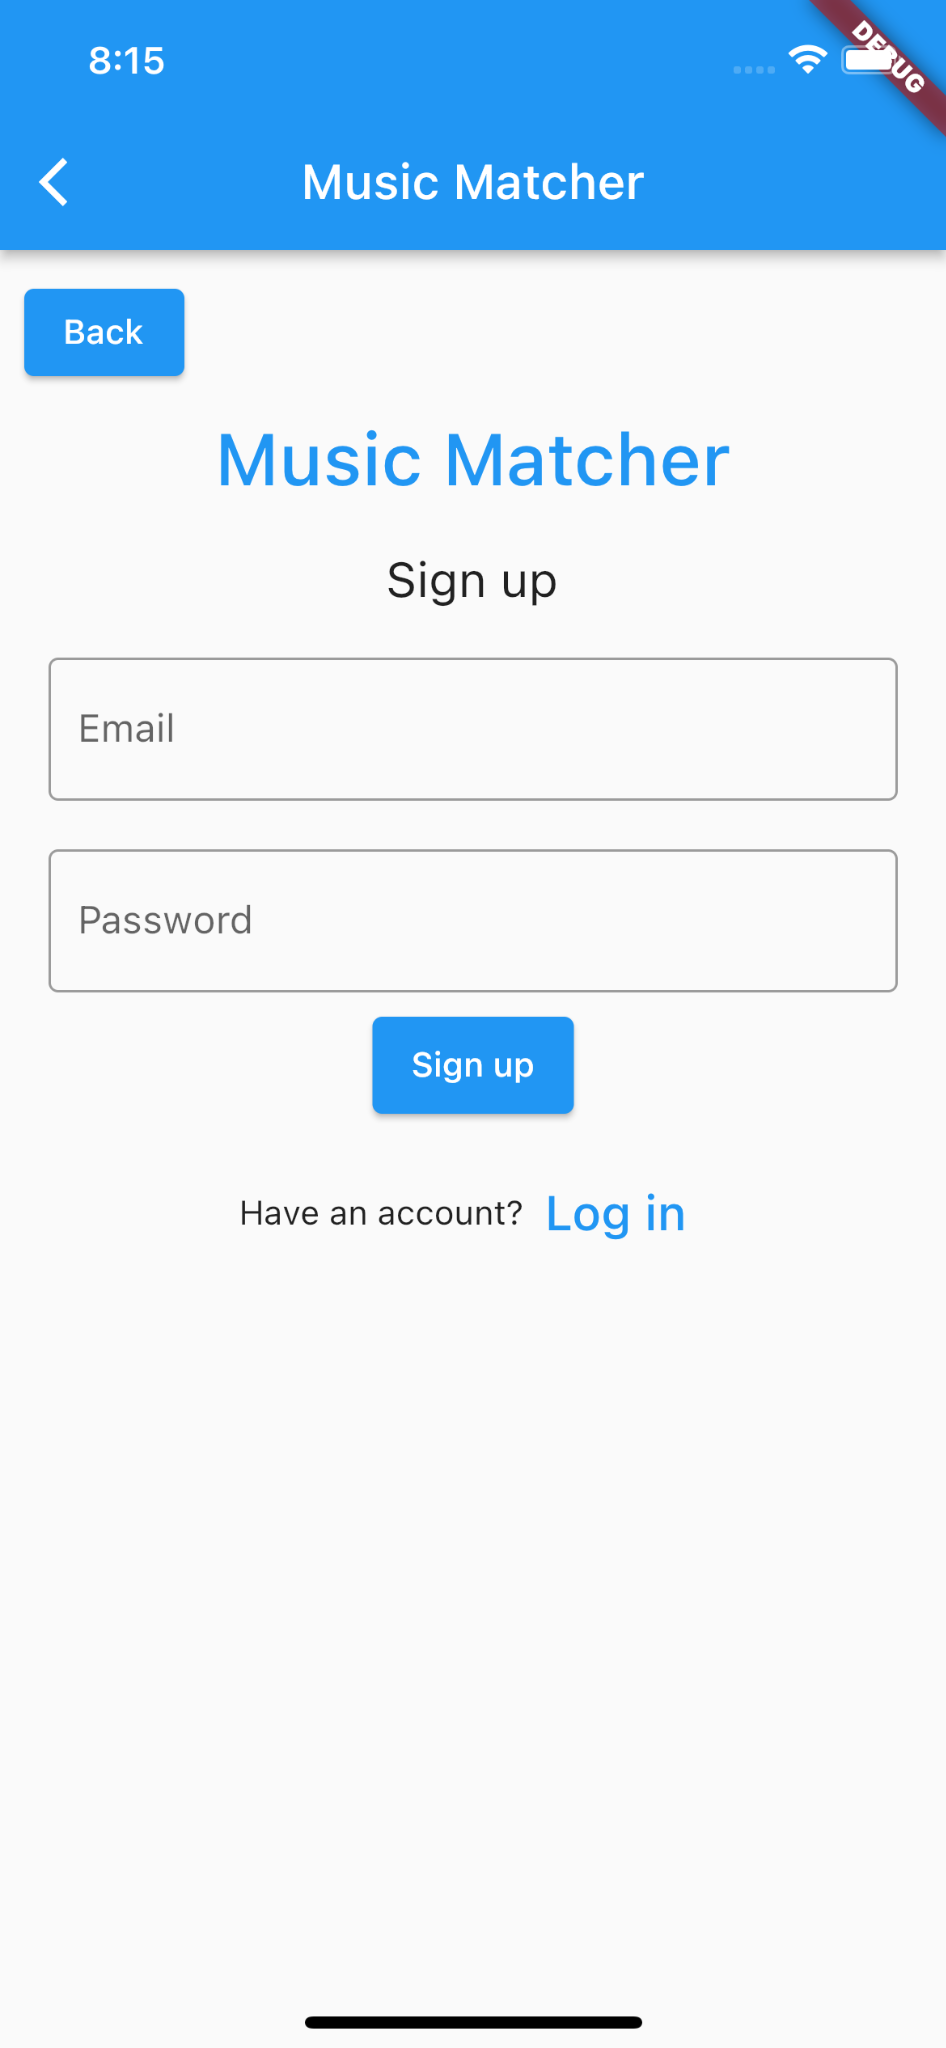 8:15
DEBUG
Music Matcher
Back
Music Matcher
Sign up
Email
Password
Sign up
Have an account? Log in